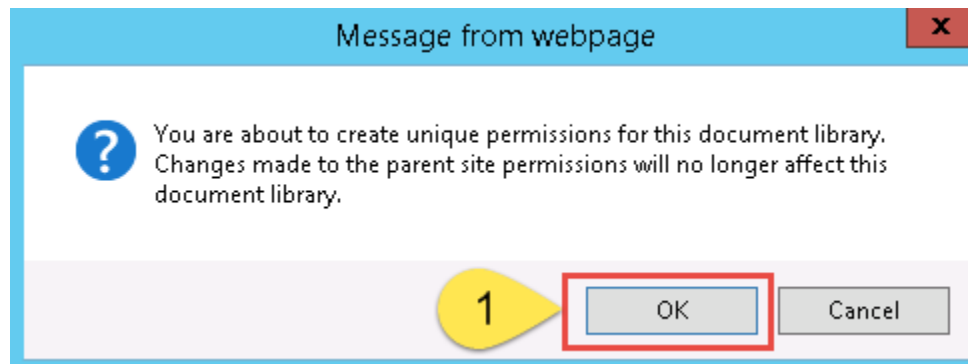 Message from webpage
x
?
You are about to create unique permissions for this document library.
Changes made to the parent site permissions will no longer affect this
document library.
1
OK
Cancel